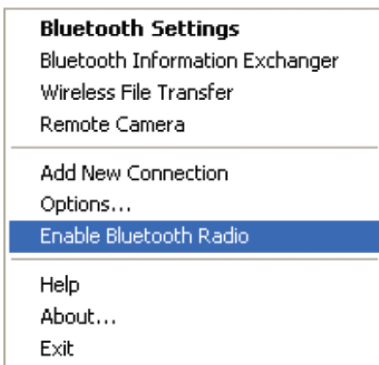 Bluetooth Settings
Bluetooth Information Exchanger
Wireless File Transfer
Remote Camera
Add New Connection
Options...
Enable Bluetooth Radio
Help
About...
Exit